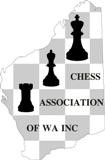 CHESS
ASSOCIATION
OF WA INC